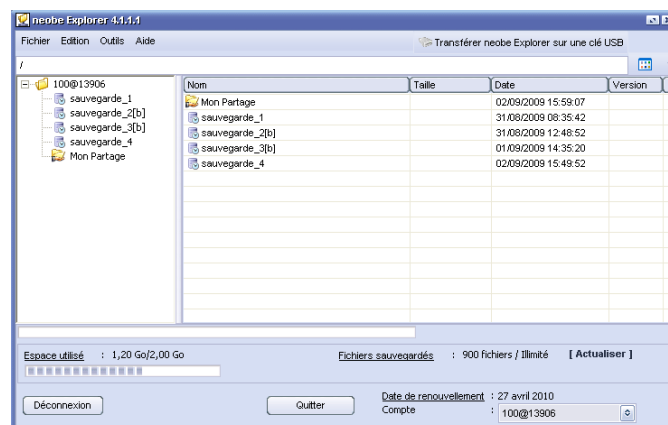 neobe Explorer 4.1.1.1
Fichier Edition Outils Aide Transférer neobe Explorer sur une clé USB
/
100@13906
sauvegarde_1
sauvegarde_2[b]
sauvegarde_3[b]
sauvegarde_4
Mon Partage
Nom Taille Date Version
Mon Partage 02/09/2009 15:59:07
sauvegarde_1 31/08/2009 08:35:42
sauvegarde_2[b] 31/08/2009 12:48:52
sauvegarde_3[b] 01/09/2009 14:35:20
sauvegarde_4 02/09/2009 15:49:52
Espace utilisé : 1,20 Go/2,00 Go Fichiers sauvegardés : 900 fichiers / Illimité [ Actualiser ]
Déconnexion Quitter Date de renouvellement : 27 avril 2010
Compte : 100@13906